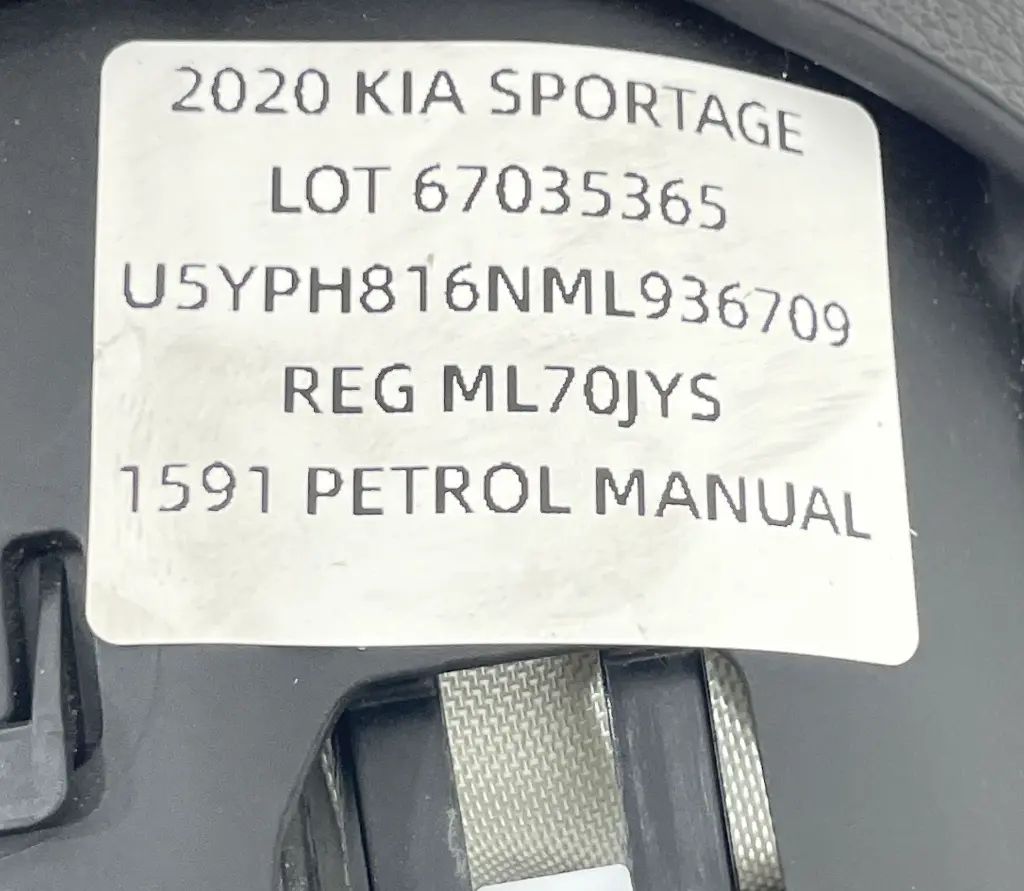 2020 KIA SPORTAGE
LOT 67035365
U5YPH816NML936709
REG ML70JYS
1591 PETROL MANUAL